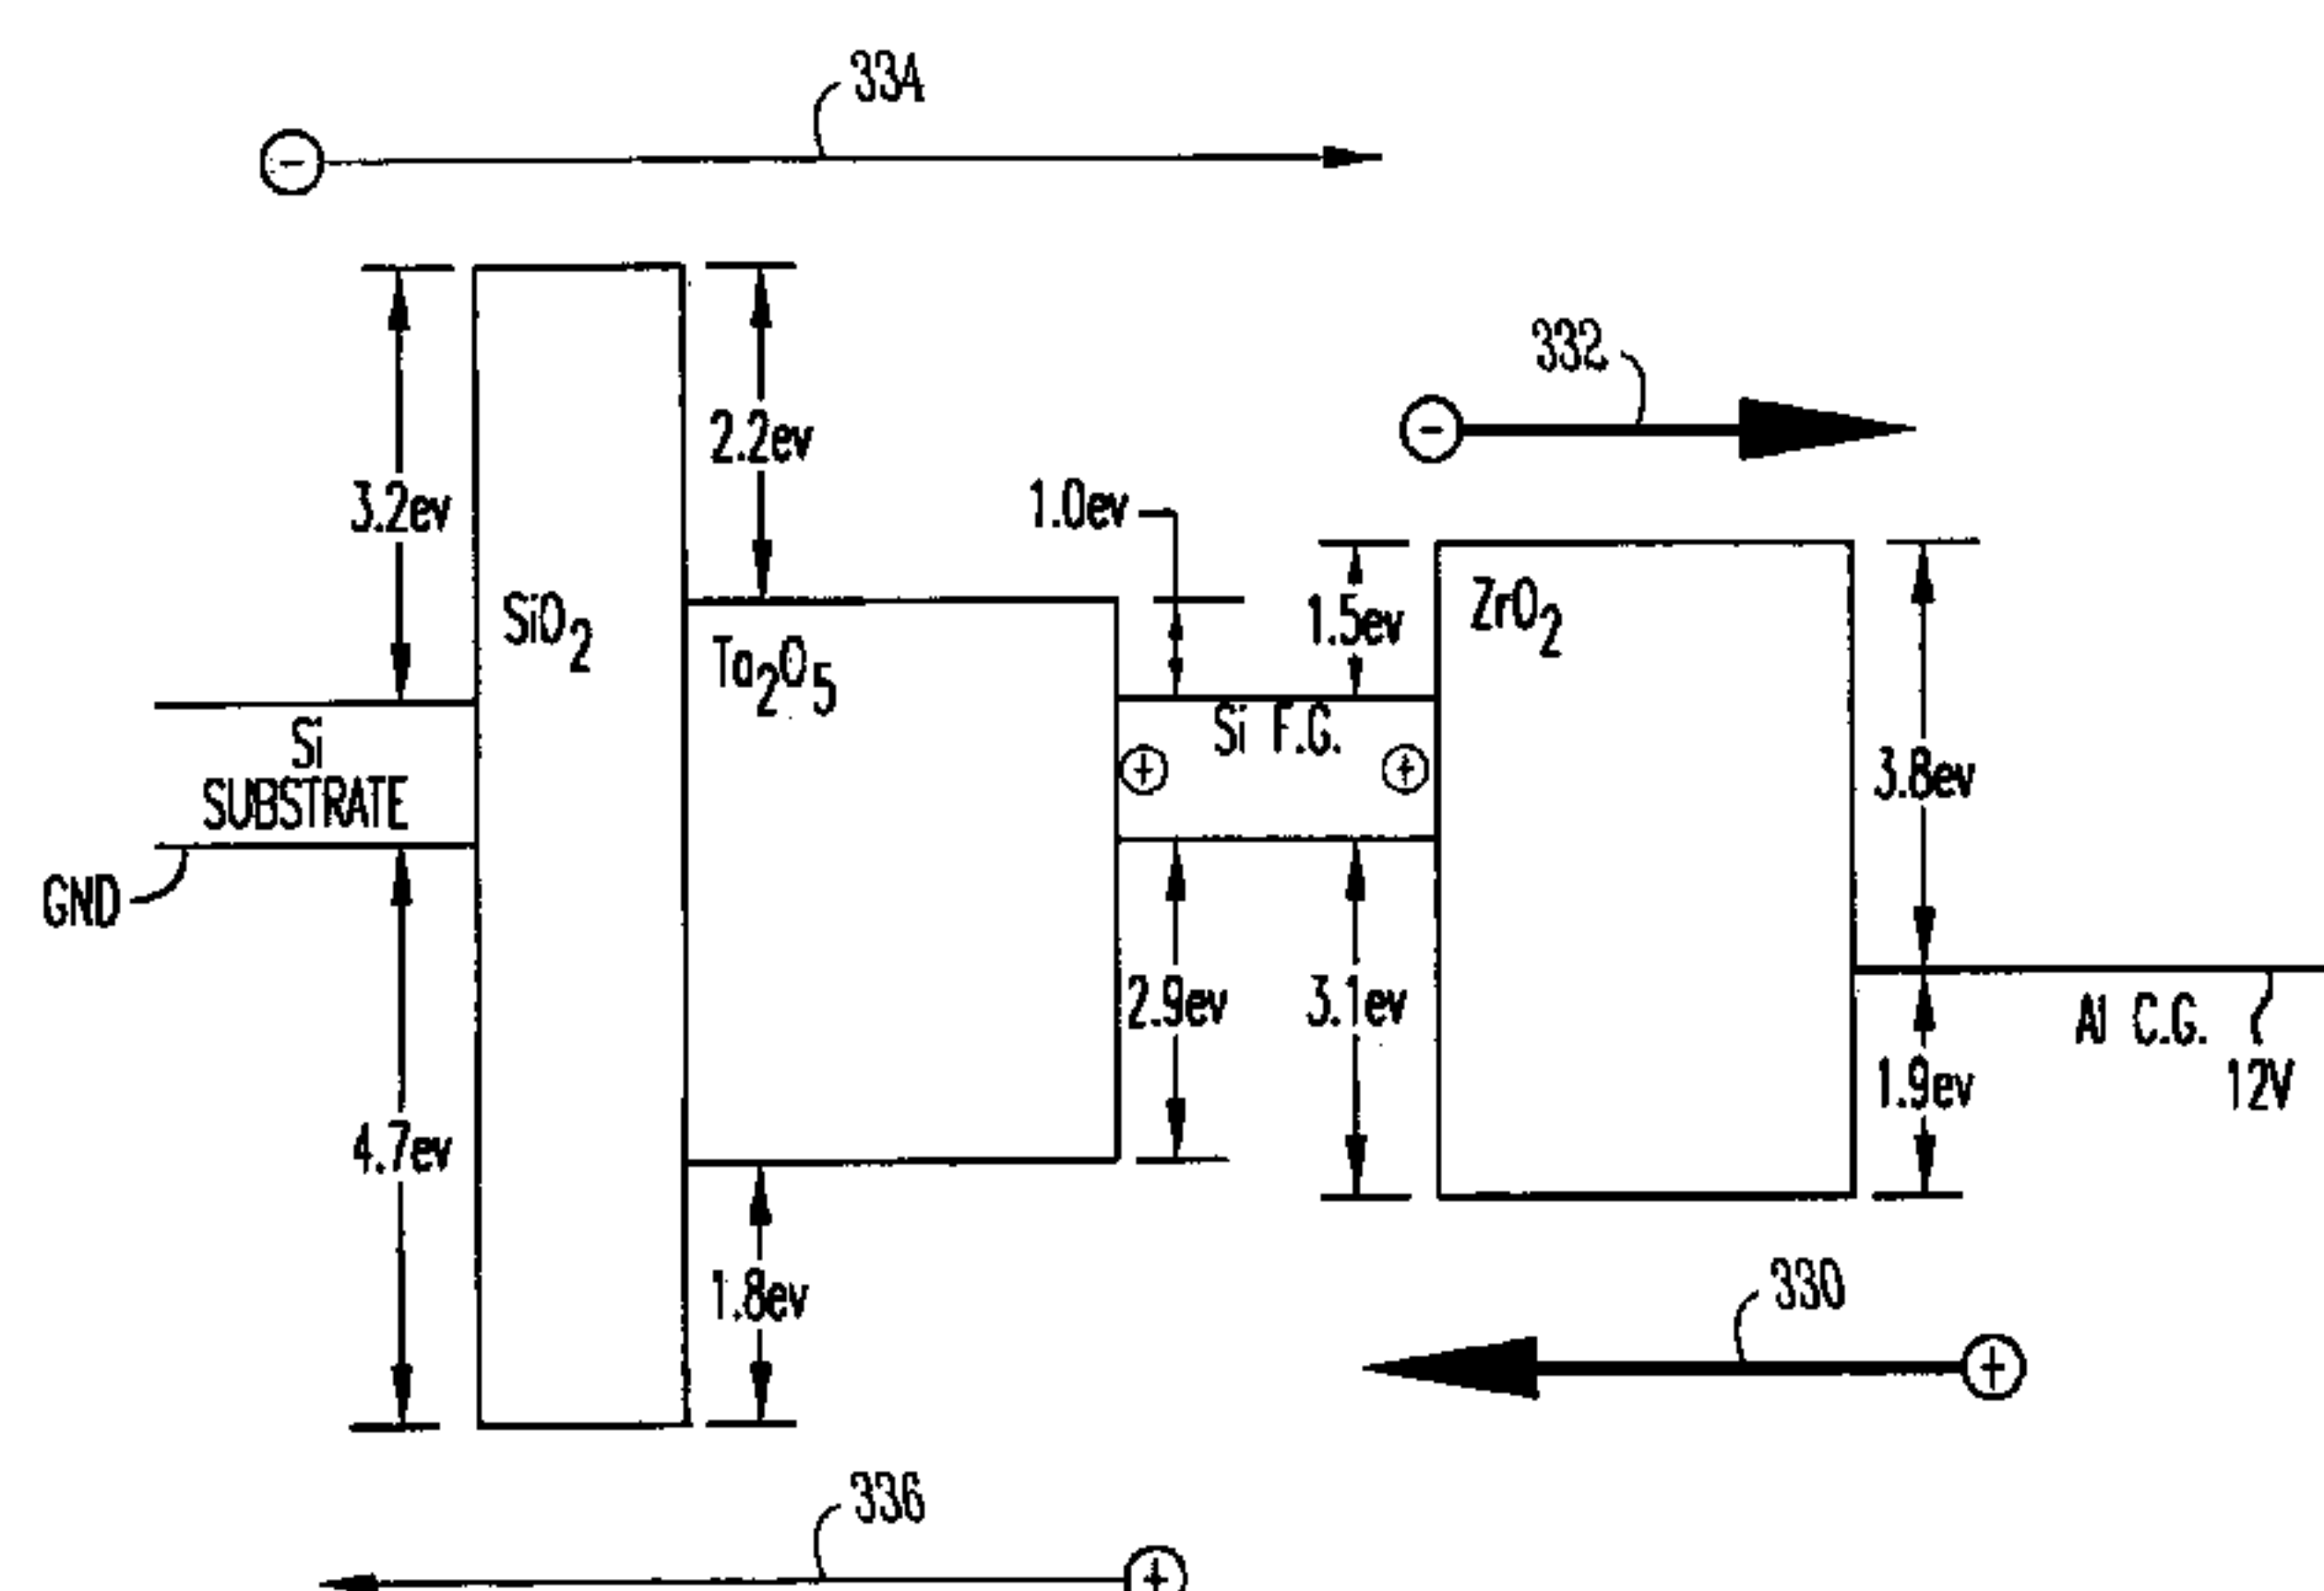 334
332
2.2ev
3.2ev
1.0ev
1.5ev
ZrO2
SiO2
Ta2O5
Si F.G.
Si
SUBSTRATE
3.8ev
GND
2.9ev
3.1ev
Al C.G.
12V
1.9ev
4.7ev
1.8ev
330
336